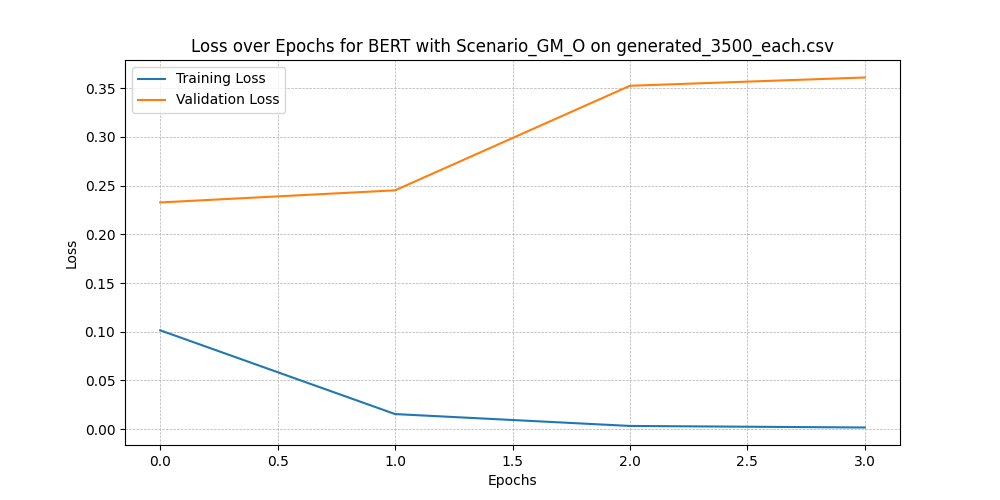 Loss over Epochs for BERT with Scenario_GM_O on generated_3500_each.csv
Training Loss
Validation Loss
0.35
0.30
0.25
0.20
0.15
0.10
0.05
0.00
Loss
0.0 0.5 1.0 1.5 2.0 2.5 3.0
Epochs